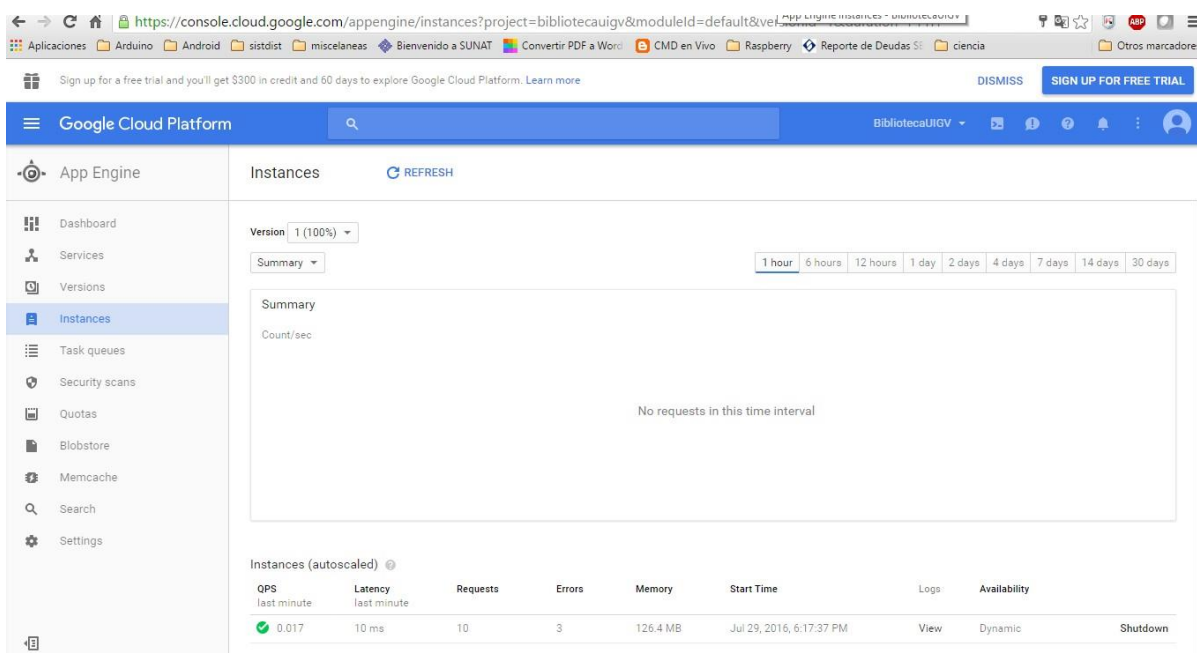 https://console.cloud.google.com/appengine/instances?project=bibliotecauigv&moduleId=default&ver
App Engine Instances - BibliotecaUIGV
ABP
Aplicaciones Arduino Android sistdist miscelaneas Bienvenido a SUNAT Convertir PDF a Word CMD en Vivo Raspberry Reporte de Deudas ciencia Otros marcadore
Sign up for a free trial and you'll get $300 in credit and 60 days to explore Google Cloud Platform. Learn more DISMISS SIGN UP FOR FREE TRIAL
Google Cloud Platform BibliotecaUIGV
App Engine
Instances REFRESH
Dashboard
Services
Versions
Instances
Task queues
Security scans
Quotas
Blobstore
Memcache
Search
Settings
Version 1 (100%)
Summary 1 hour 6 hours 12 hours 1 day 2 days 4 days 7 days 14 days 30 days
Summary
Count/sec
No requests in this time interval
Instances (autoscaled)
QPS Latency Requests Errors Memory Start Time Logs Availability
last minute last minute
0.017 10 ms 10 3 126.4 MB Jul 29, 2016, 6:17:37 PM View Dynamic Shutdown